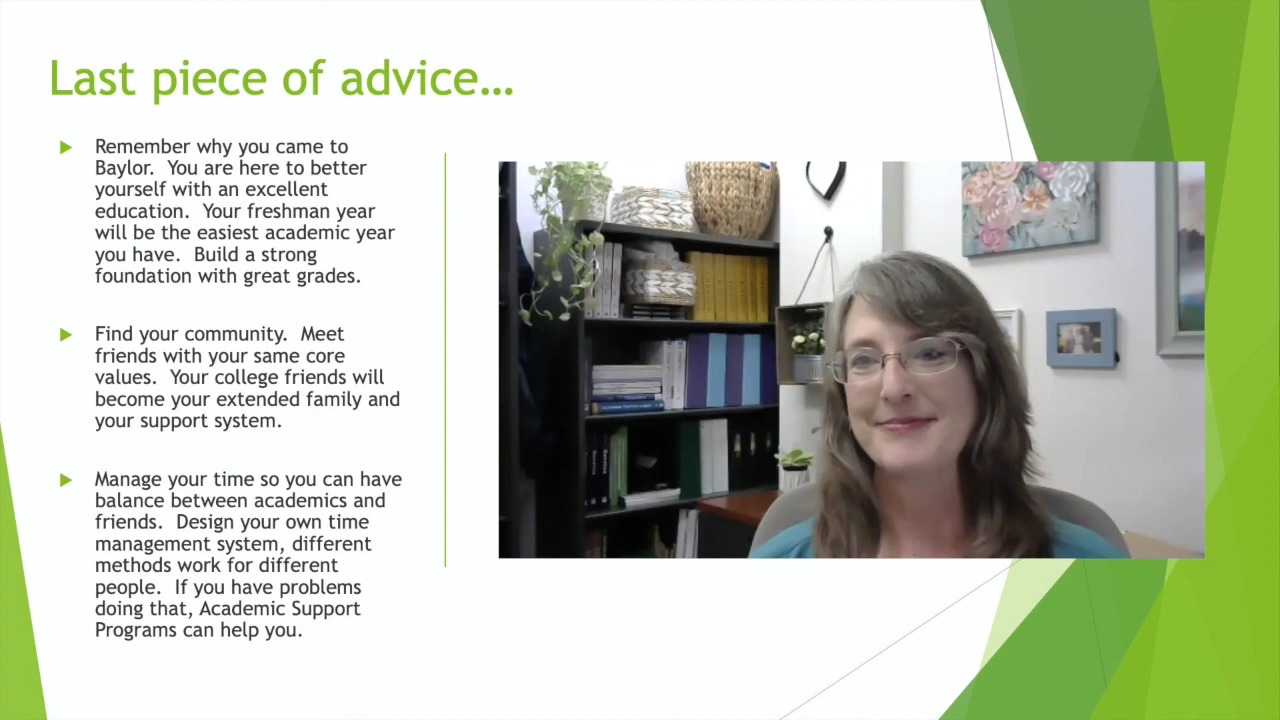 Last piece of advice...
Remember why you came to
Baylor. You are here to better
yourself with an excellent
education. Your freshman year
will be the easiest academic year
you have. Build a strong
foundation with great grades.
Find your community. Meet
friends with your same core
values. Your college friends will
become your extended family and
your support system.
Manage your time so you can have
balance between academics and
friends. Design your own time
management system, different
methods work for different
people. If you have problems
doing that, Academic Support
Programs can help you.